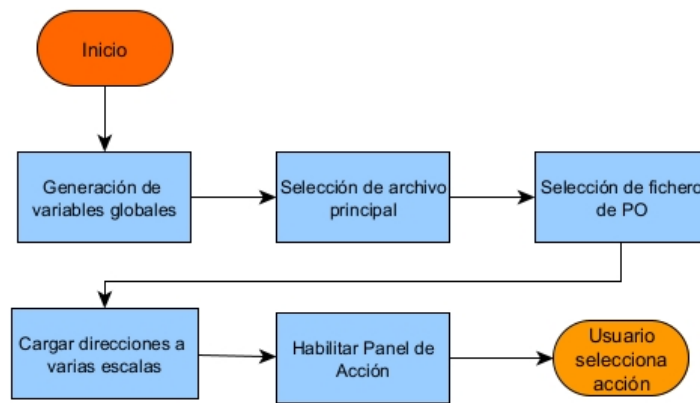 Inicio
Generación de
variables globales
Selección de archivo
principal
Selección de fichero
de PO
Cargar direcciones a
varias escalas
Habilitar Panel de
Acción
Usuario
selecciona
acción